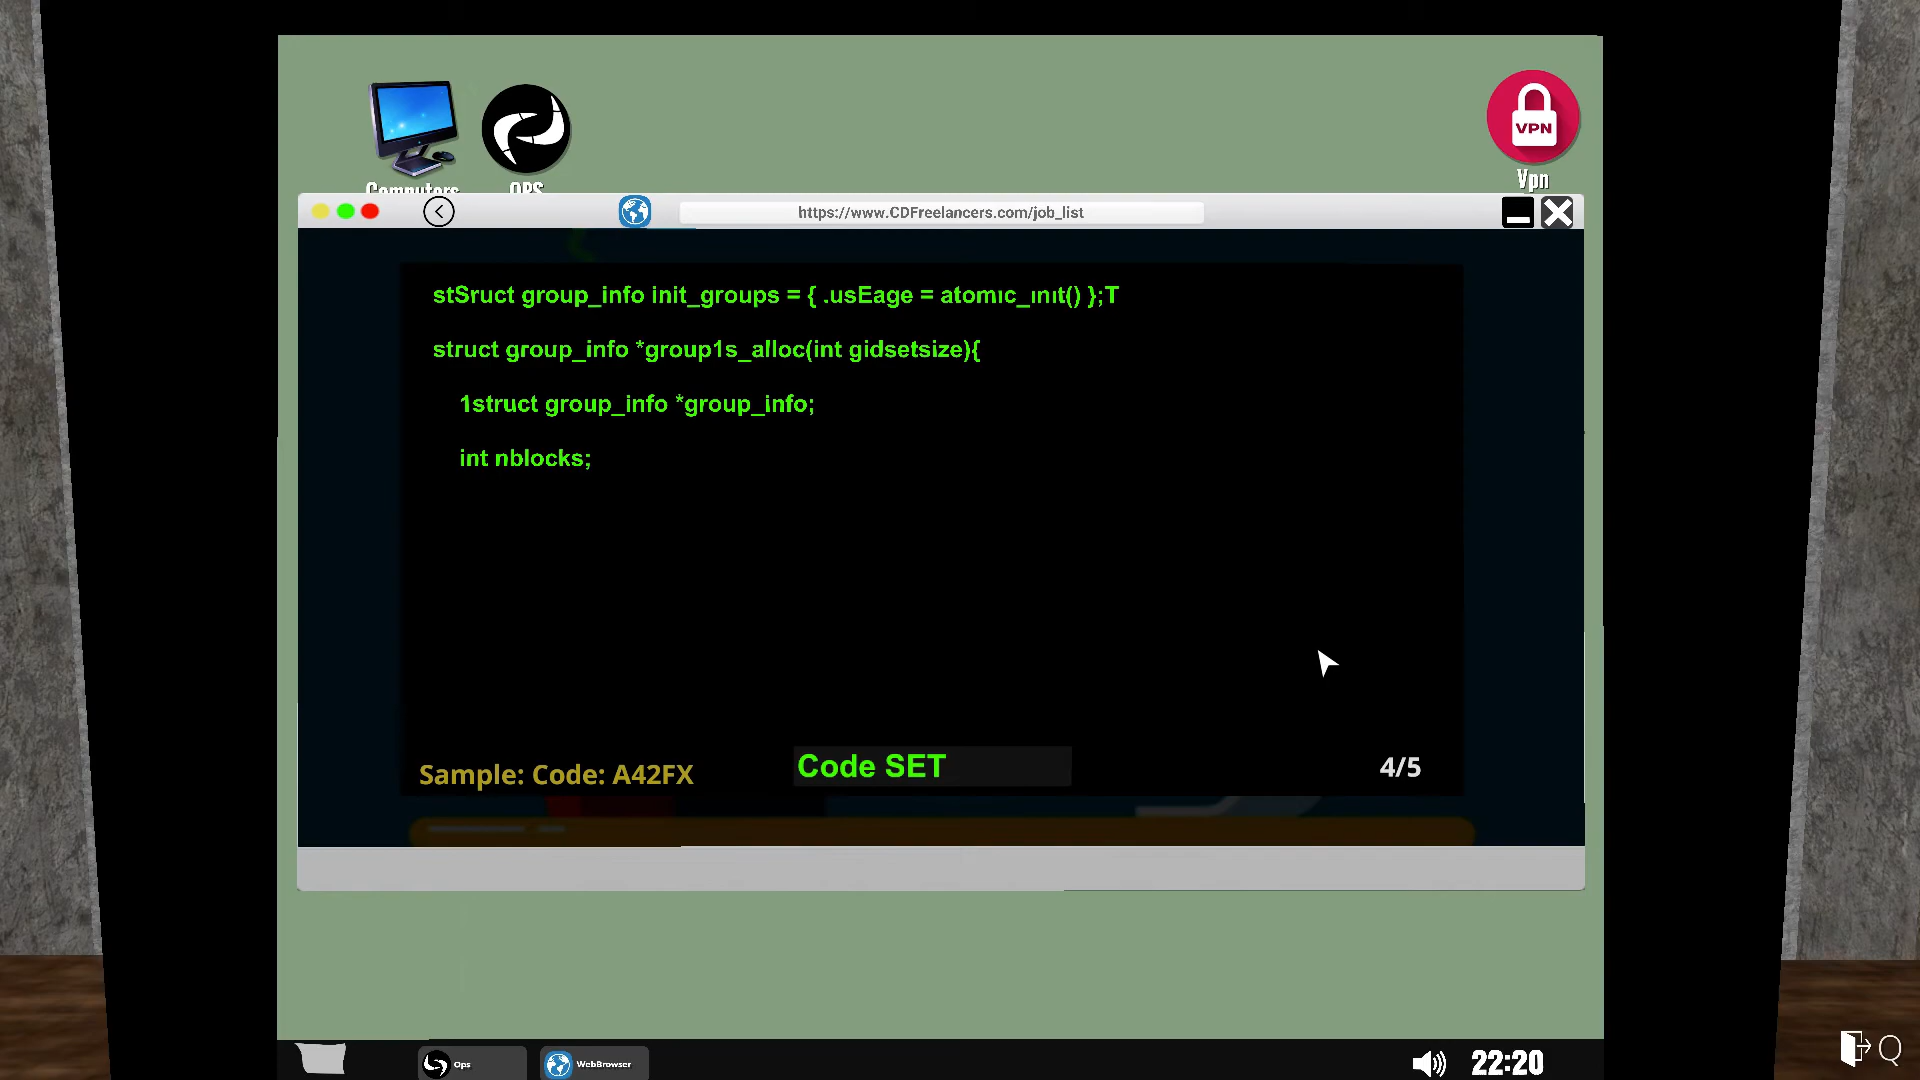 VPN
Computers
OPS
Vpn
https://www.CDFreelancers.com/job_list
stSruct group_info init_groups = { .usEage = atomic_init() };T
struct group_info *group1s_alloc(int gidsetsize){
1struct group_info *group_info;
int nblocks;
Sample: Code: A42FX
Code SET
4/5
Ops
WebBrowser
22:20
Q